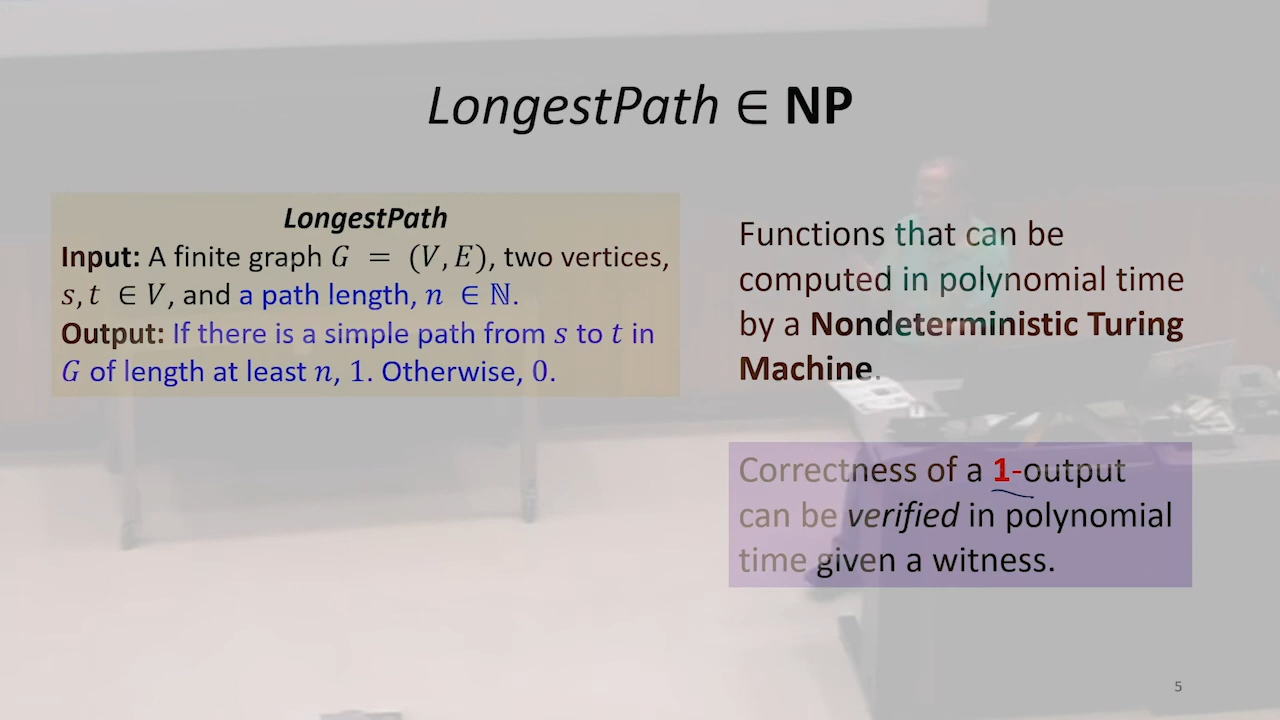 LongestPath ∈ NP
LongestPath
Input: A finite graph G = (V, E), two vertices,
s, t ∈ V, and a path length, n ∈ ℕ.
Output: If there is a simple path from s to t in
G of length at least n, 1. Otherwise, 0.
Functions that can be
computed in polynomial time
by a Nondeterministic Turing
Machine.
Correctness of a 1-output
can be verified in polynomial
time given a witness.
5